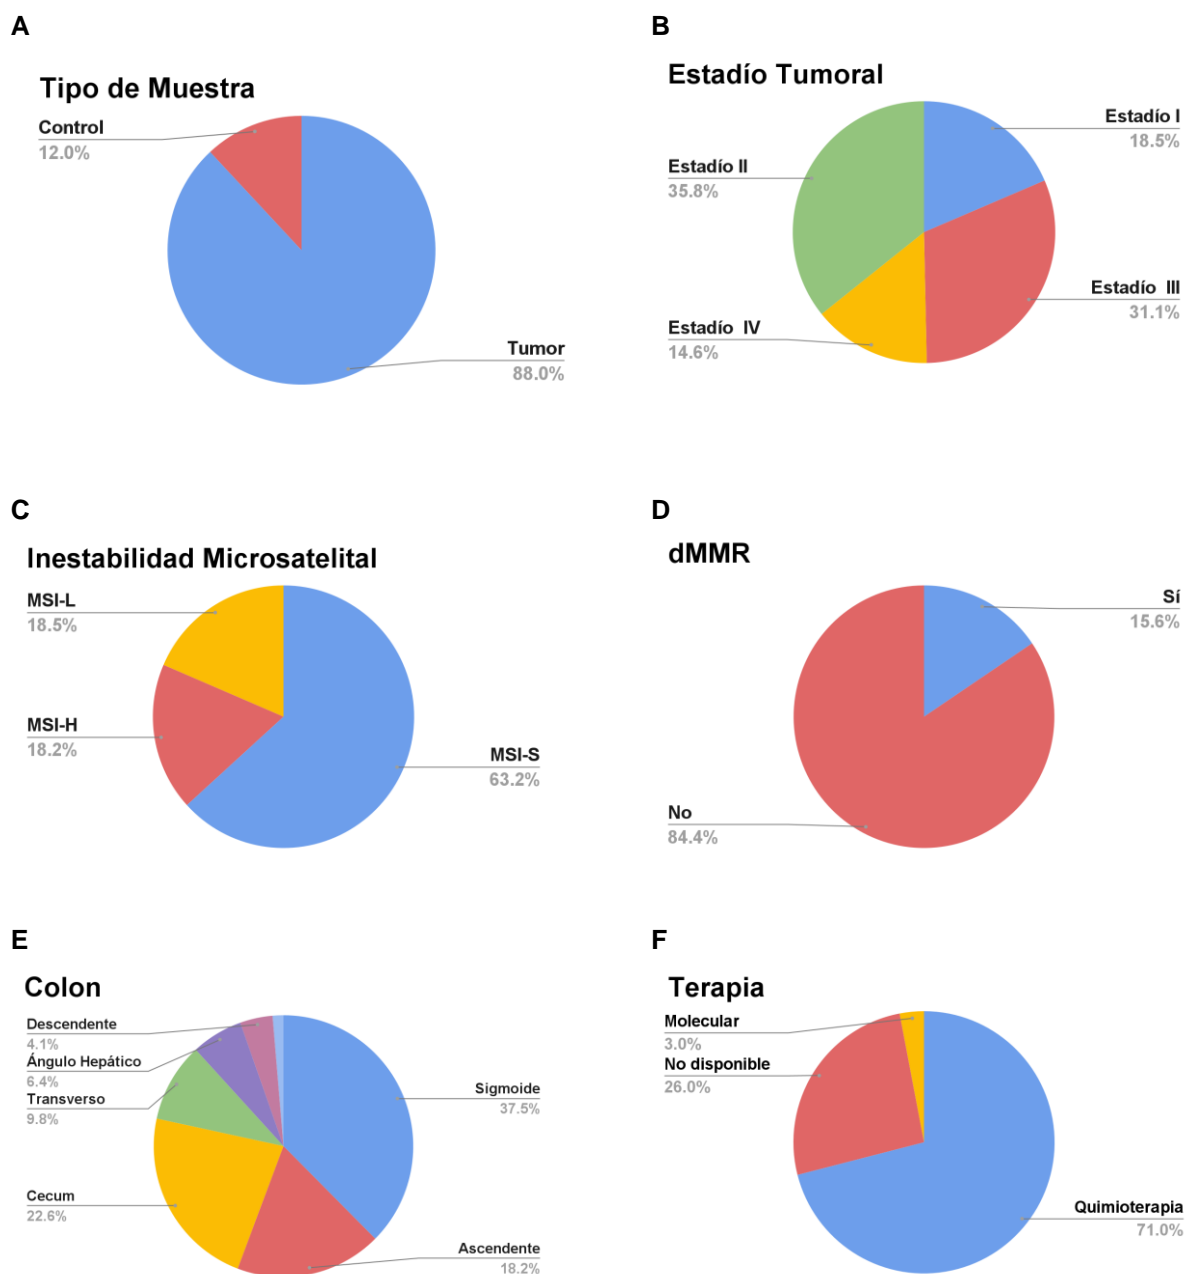 A
Tipo de Muestra
Control
12.0%
Tumor
88.0%
B
Estadío Tumoral
Estadío I
18.5%
Estadío II
35.8%
Estadío III
31.1%
Estadío IV
14.6%
C
Inestabilidad Microsatelital
MSI-L
18.5%
MSI-H
18.2%
MSI-S
63.2%
D
dMMR
Sí
15.6%
No
84.4%
E
Colon
Descendente
4.1%
Ángulo Hepático
6.4%
Transverso
9.8%
Sigmoide
37.5%
Cecum
22.6%
Ascendente
18.2%
F
Terapia
Molecular
3.0%
No disponible
26.0%
Quimioterapia
71.0%